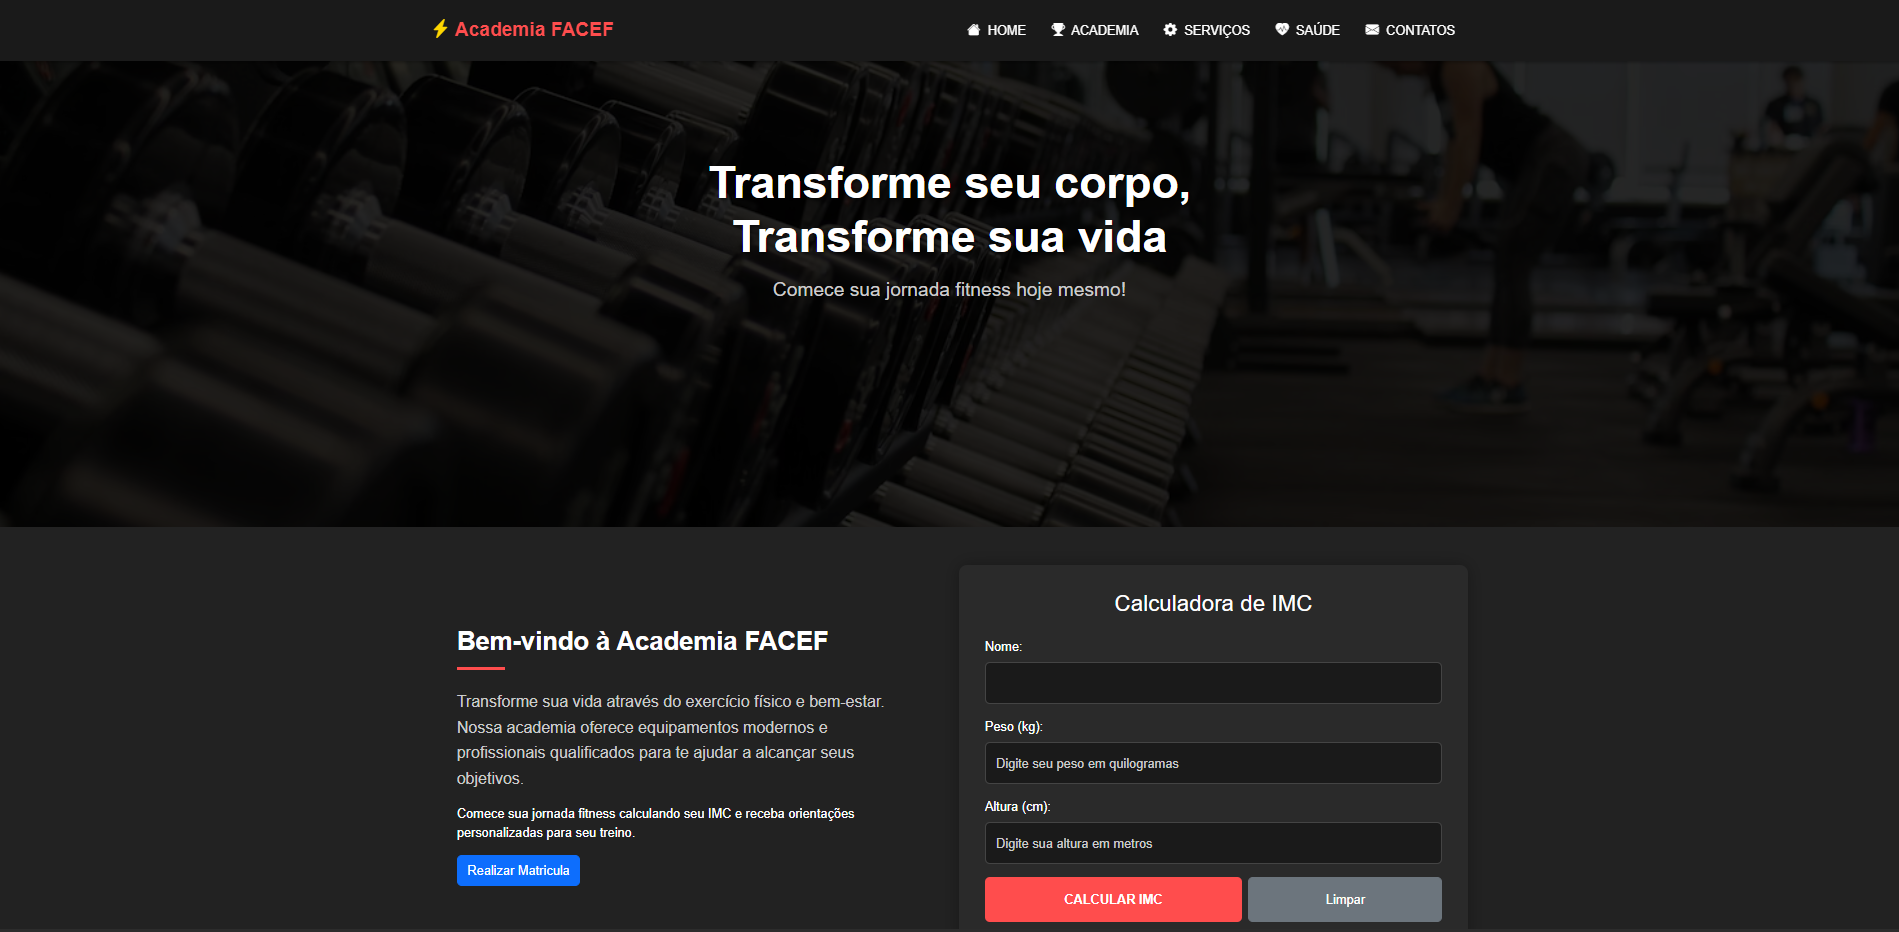 Academia FACEF
HOME
ACADEMIA
SERVIÇOS
SAÚDE
CONTATOS
Transforme seu corpo,
Transforme sua vida
Comece sua jornada fitness hoje mesmo!
Bem-vindo à Academia FACEF
Transforme sua vida através do exercício físico e bem-estar.
Nossa academia oferece equipamentos modernos e
profissionais qualificados para te ajudar a alcançar seus
objetivos.
Comece sua jornada fitness calculando seu IMC e receba orientações
personalizadas para seu treino.
Realizar Matricula
Calculadora de IMC
Nome:
Peso (kg):
Digite seu peso em quilogramas
Altura (cm):
Digite sua altura em metros
CALCULAR IMC
Limpar